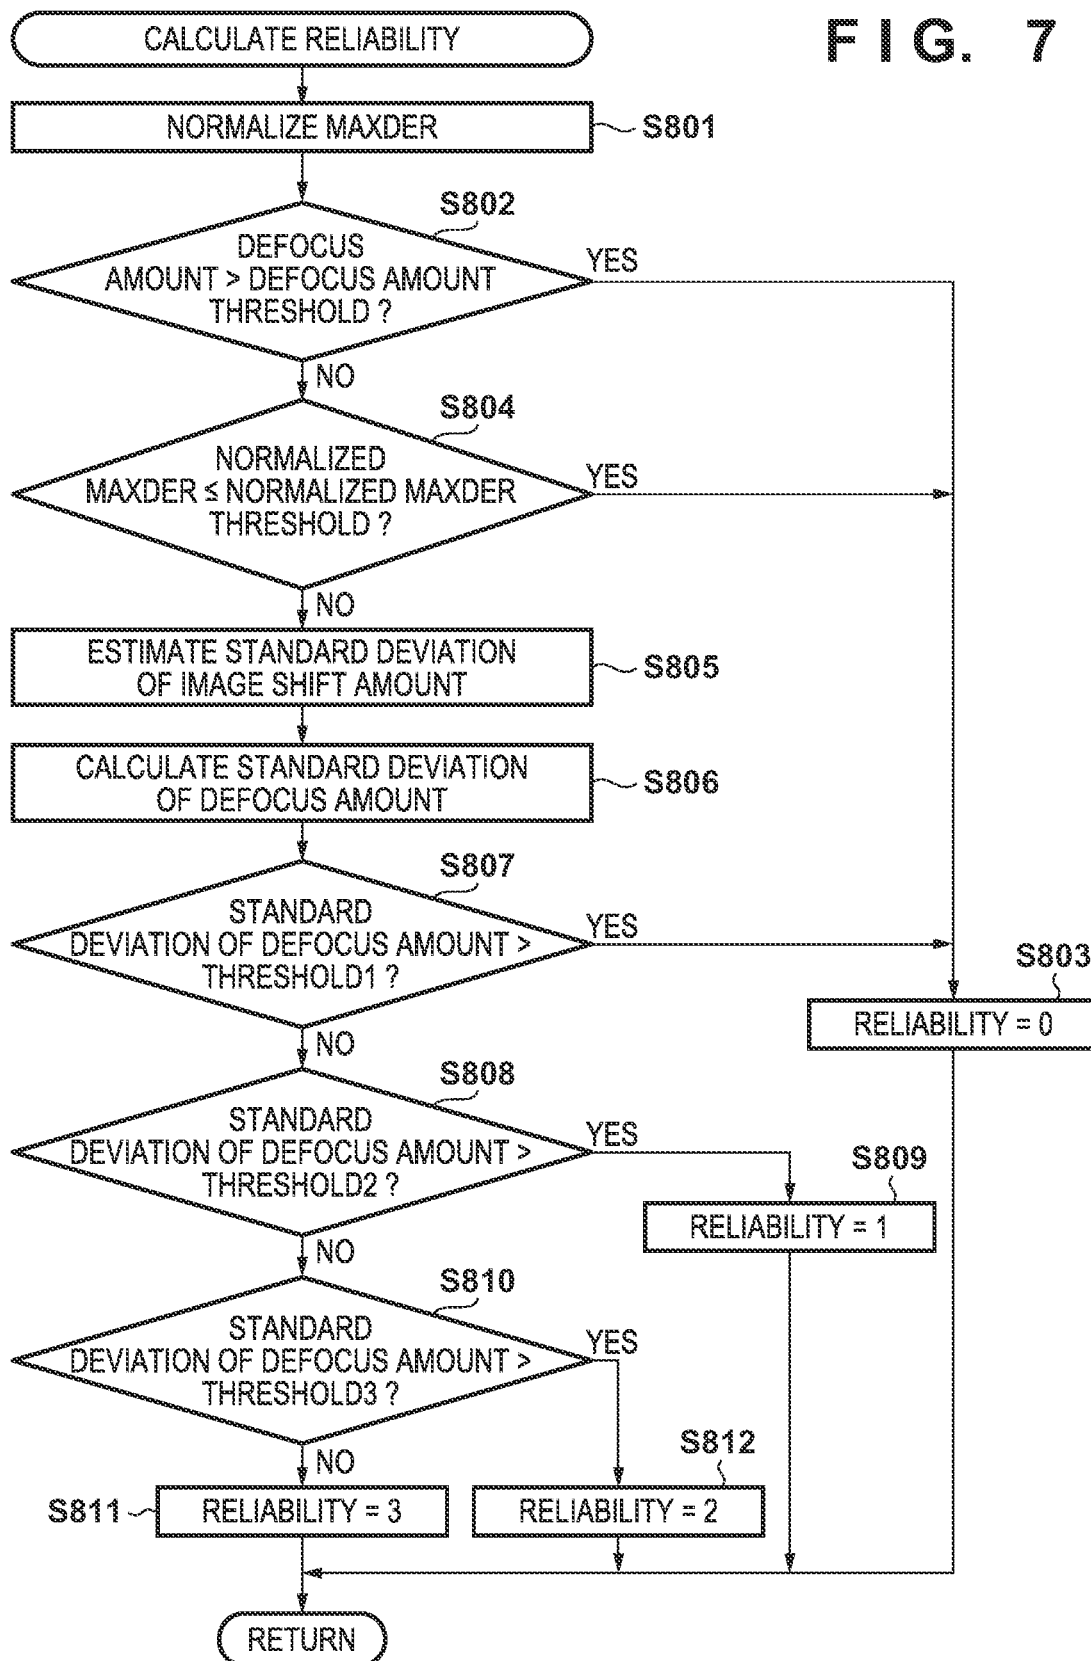 CALCULATE RELIABILITY
FIG. 7
NORMALIZE MAXDER
S801
S802
DEFOCUS
AMOUNT > DEFOCUS AMOUNT
THRESHOLD ?
YES
NO
S804
NORMALIZED
MAXDER ≤ NORMALIZED MAXDER
THRESHOLD ?
YES
NO
ESTIMATE STANDARD DEVIATION
OF IMAGE SHIFT AMOUNT
S805
CALCULATE STANDARD DEVIATION
OF DEFOCUS AMOUNT
S806
S807
STANDARD
DEVIATION OF DEFOCUS AMOUNT >
THRESHOLD1 ?
YES
NO
S803
RELIABILITY = 0
S808
STANDARD
DEVIATION OF DEFOCUS AMOUNT >
THRESHOLD2 ?
YES
NO
S809
RELIABILITY = 1
S810
STANDARD
DEVIATION OF DEFOCUS AMOUNT >
THRESHOLD3 ?
YES
NO
S811
RELIABILITY = 3
S812
RELIABILITY = 2
RETURN